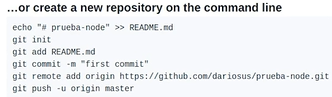 …or create a new repository on the command line
echo "# prueba-node" >> README.md
git init
git add README.md
git commit -m "first commit"
git remote add origin https://github.com/dariosus/prueba-node.git
git push -u origin master